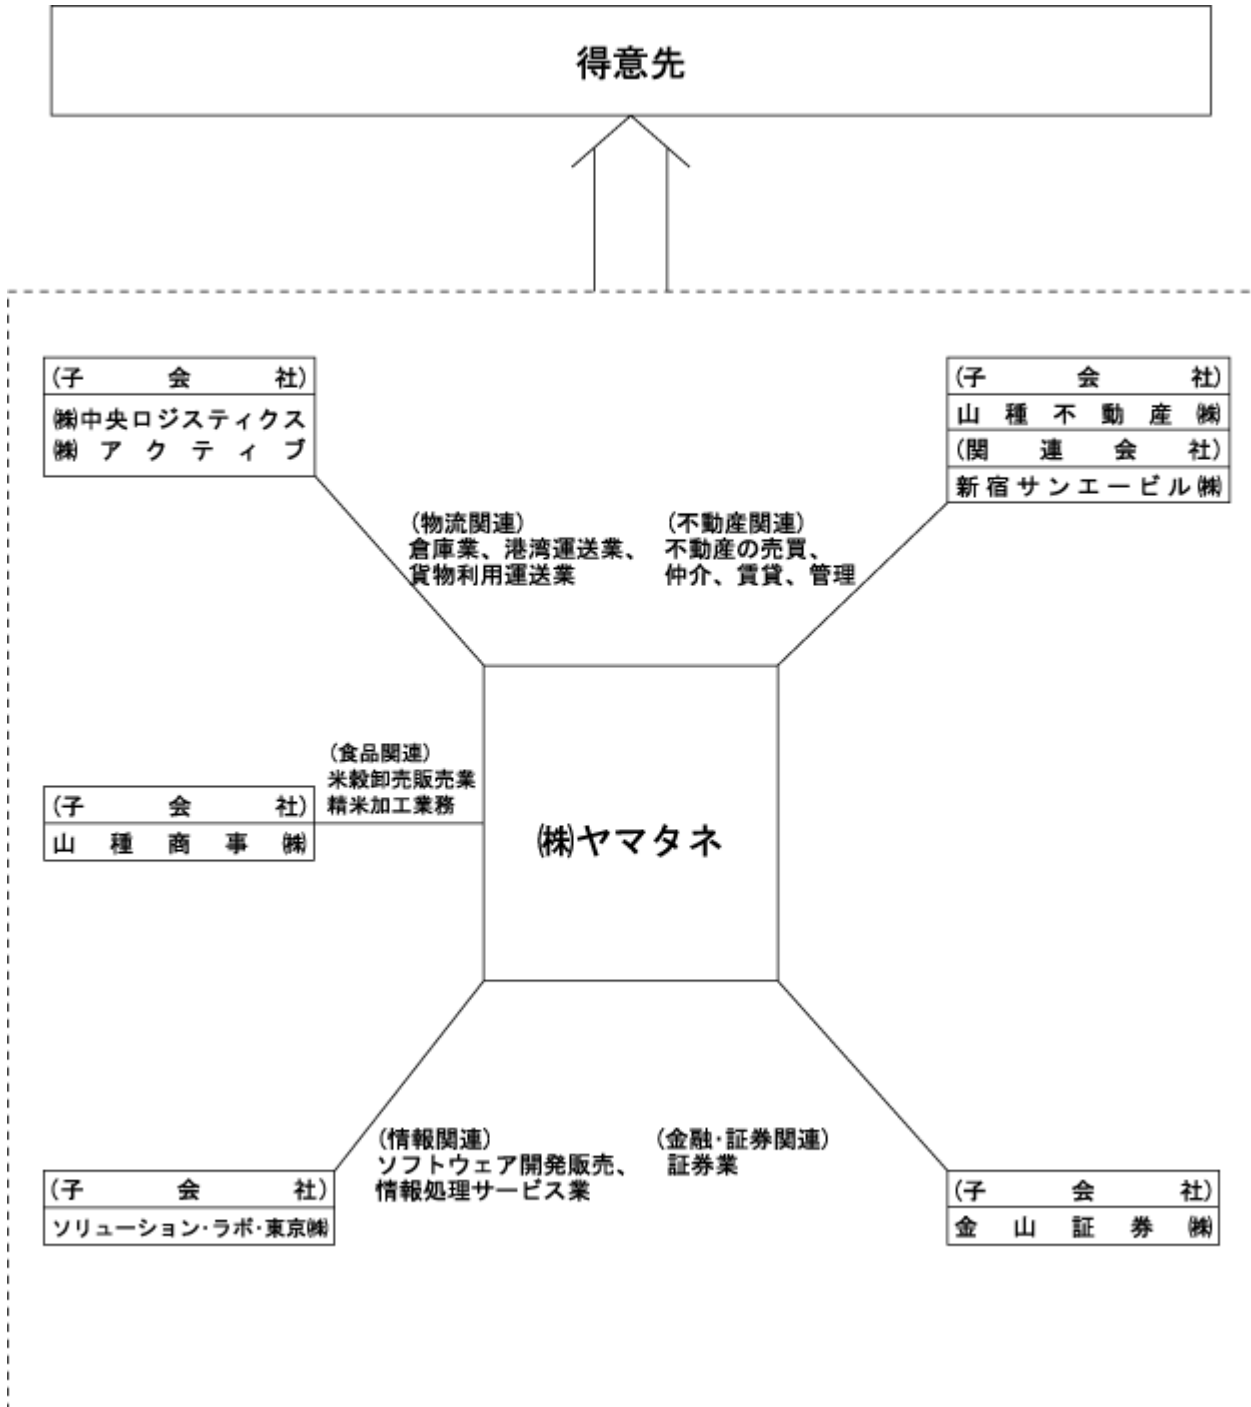 得意先
(子会社)
㈱中央ロジスティクス
㈱アクティブ
(子会社)
山種不動産㈱
(関連会社)
新宿サンエービル㈱
(物流関連)
倉庫業、港湾運送業、
貨物利用運送業
(不動産関連)
不動産の売買、
仲介、賃貸、管理
(食品関連)
米穀卸売販売業
精米加工業務
(子会社)
山種商事㈱
㈱ヤマタネ
(情報関連)
ソフトウェア開発販売、
情報処理サービス業
(金融・証券関連)
証券業
(子会社)
ソリューション・ラボ・東京㈱
(子会社)
金山証券㈱